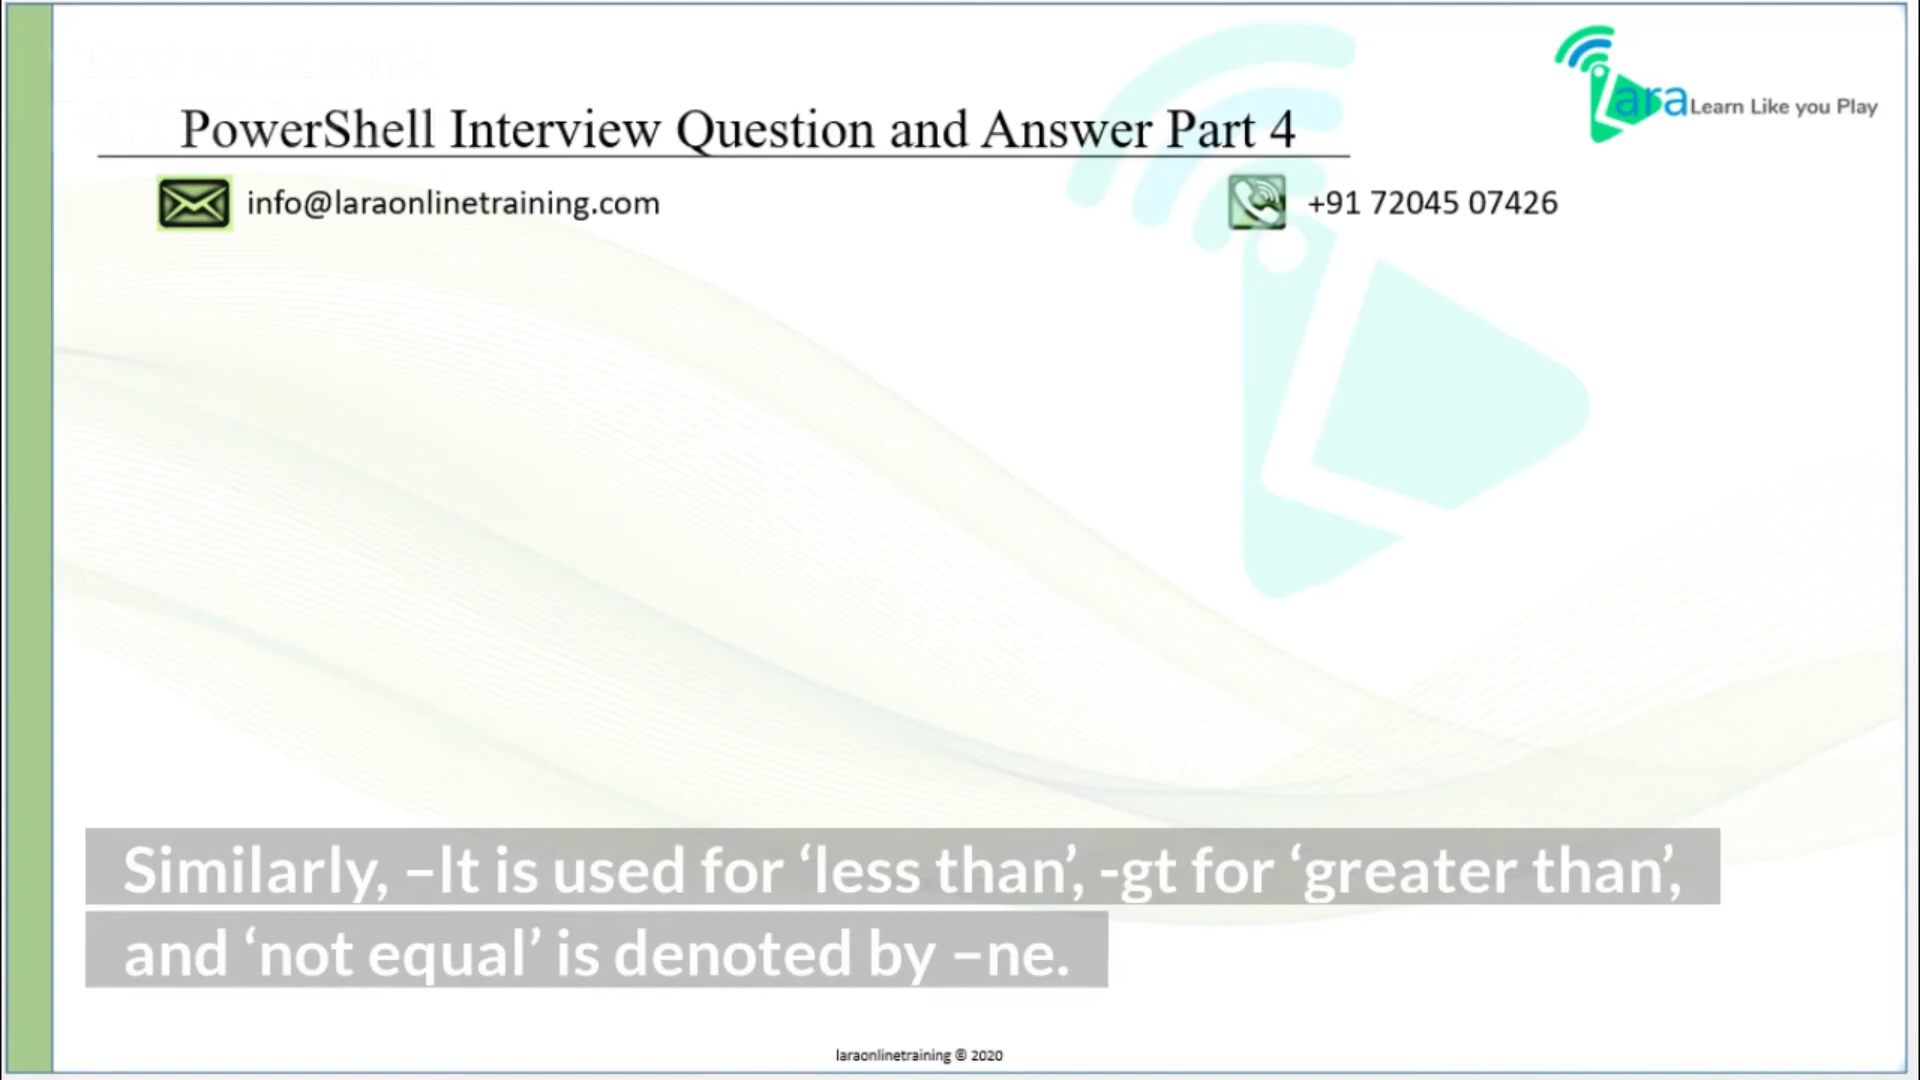 PowerShell Interview Question and Answer Part 4
Lara Learn Like you Play
info@laraonlinetraining.com
+91 72045 07426
Similarly, –lt is used for ‘less than’, -gt for ‘greater than’,
and ‘not equal’ is denoted by –ne.
laraonlinetraining © 2020